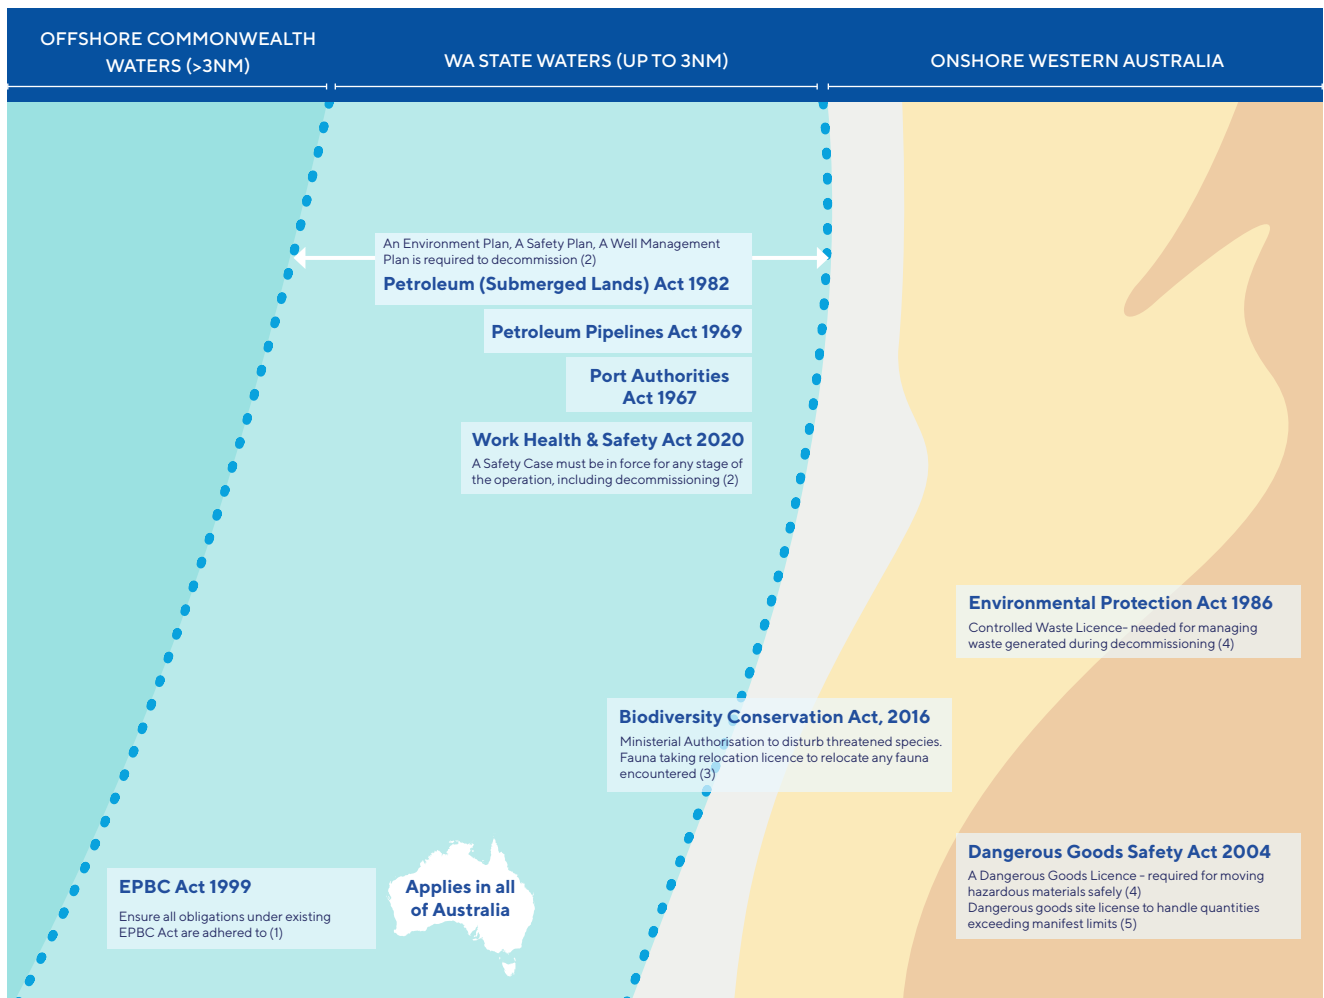 OFFSHORE COMMONWEALTH
WATERS (>3NM)
WA STATE WATERS (UP TO 3NM)
ONSHORE WESTERN AUSTRALIA
An Environment Plan, A Safety Plan, A Well Management
Plan is required to decommission (2)
Petroleum (Submerged Lands) Act 1982
Petroleum Pipelines Act 1969
Port Authorities
Act 1967
Work Health & Safety Act 2020
A Safety Case must be in force for any stage of
the operation, including decommissioning (2)
Environmental Protection Act 1986
Controlled Waste Licence- needed for managing
waste generated during decommissioning (4)
Biodiversity Conservation Act, 2016
Ministerial Authorisation to disturb threatened species.
Fauna taking relocation licence to relocate any fauna
encountered (3)
Dangerous Goods Safety Act 2004
A Dangerous Goods Licence - required for moving
hazardous materials safely (4)
Dangerous goods site license to handle quantities
exceeding manifest limits (5)
EPBC Act 1999
Ensure all obligations under existing
EPBC Act are adhered to (1)
Applies in all
of Australia